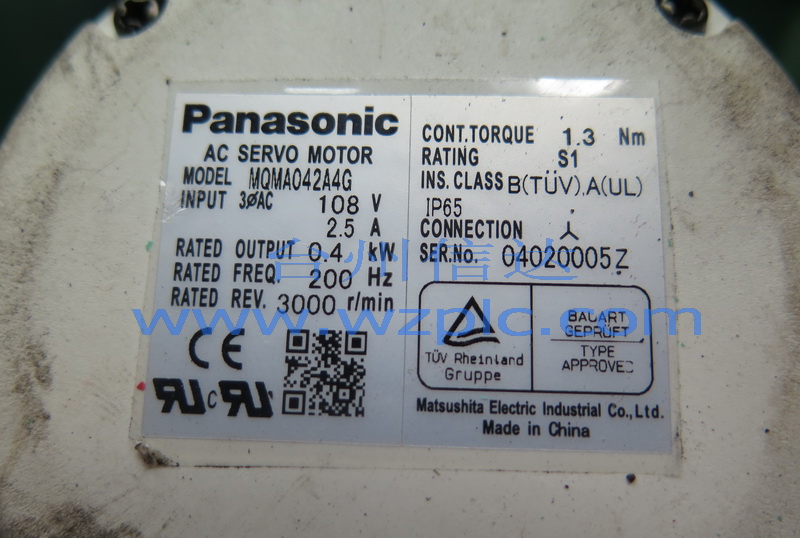 Panasonic
AC SERVO MOTOR
MODEL MQMA042A4G
INPUT 3øAC 108 V
2.5 A
RATED OUTPUT 0.4 kW
RATED FREQ. 200 Hz
RATED REV. 3000 r/min
CE
CONT.TORQUE 1.3 Nm
RATING S1
INS. CLASS B(TÜV).A(UL)
IP65
CONNECTION
SER.No. 04020005Z
TÜV Rheinland
Gruppe
BAUART
GEPRÜFT
TYPE
APPROVED
Matsushita Electric Industrial Co.,Ltd.
Made in China
台州信达
www.wzplc.com